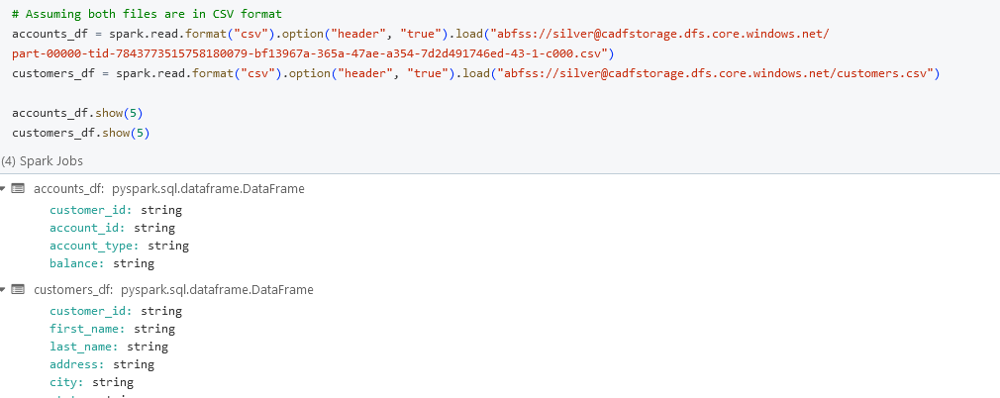 # Assuming both files are in CSV format
accounts_df = spark.read.format("csv").option("header", "true").load("abfss://silver@cadfstorage.dfs.core.windows.net/
part-00000-tid-7843773515758180079-bf13967a-365a-47ae-a354-7d2d491746ed-43-1-c000.csv")
customers_df = spark.read.format("csv").option("header", "true").load("abfss://silver@cadfstorage.dfs.core.windows.net/customers.csv")
accounts_df.show(5)
customers_df.show(5)
(4) Spark Jobs
accounts_df: pyspark.sql.dataframe.DataFrame
customer_id: string
account_id: string
account_type: string
balance: string
customers_df: pyspark.sql.dataframe.DataFrame
customer_id: string
first_name: string
last_name: string
address: string
city: string